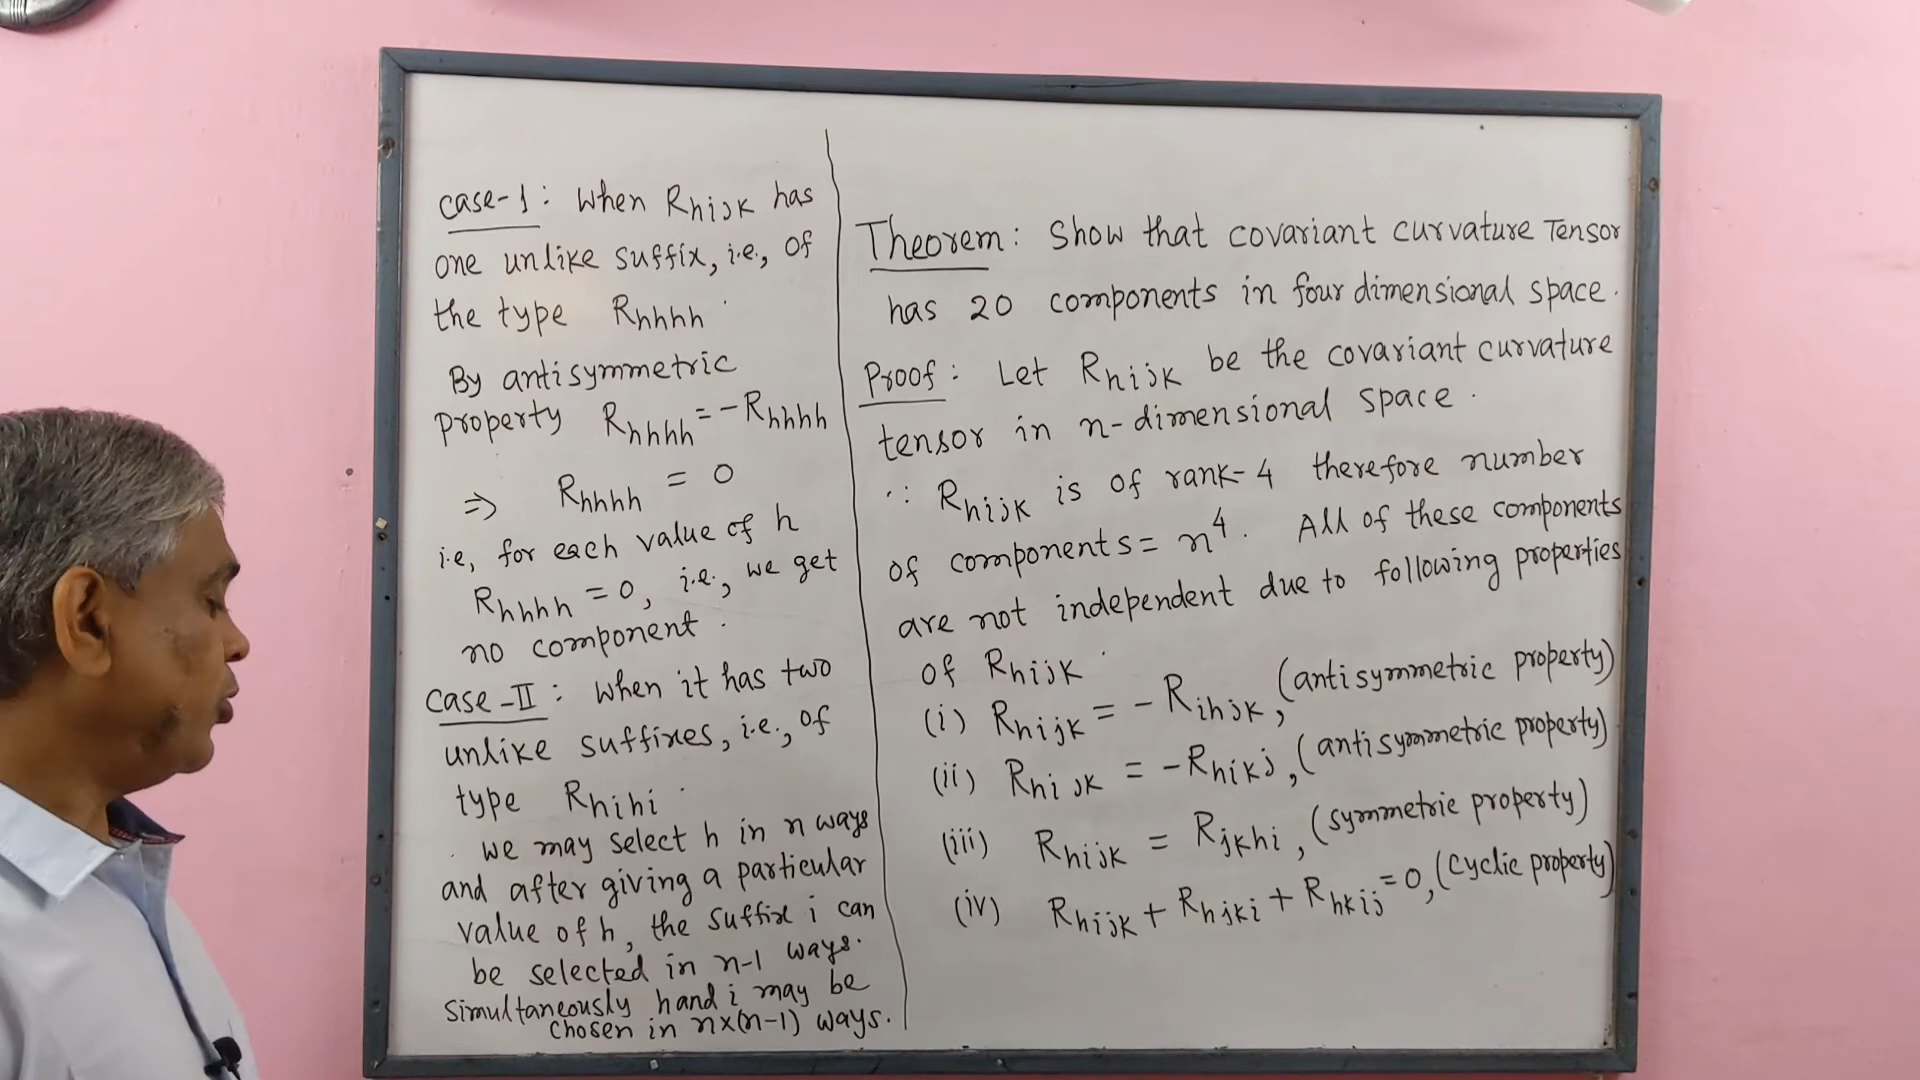 case-1: when Rhijk has
one unlike suffix, i.e., of
the type Rhhhh.
By antisymmetric
property Rhhhh = -Rhhhh
⇒ Rhhhh = 0
i.e, for each value of h
Rhhhh = 0, i.e., we get
no component.
Case-II: when it has two
unlike suffixes, i.e., of
type Rhihi.
we may select h in n ways
and after giving a particular
value of h, the suffix i can
be selected in n-1 ways.
simultaneously h and i may be
chosen in n×(n-1) ways.
Theorem: Show that covariant curvature Tensor
has 20 components in four dimensional space.
Proof: Let Rhijk be the covariant curvature
tensor in n-dimensional space.
∵ Rhijk is of rank-4 therefore number
of components = n⁴. All of these components
are not independent due to following properties
of Rhijk.
(i) Rhijk = - Rihjk, (antisymmetric property)
(ii) Rhijk = -Rhikj, (antisymmetric property)
(iii) Rhijk = Rjkhi, (symmetric property)
(iv) Rhijk + Rhjki + Rhkij = 0, (cyclic property)